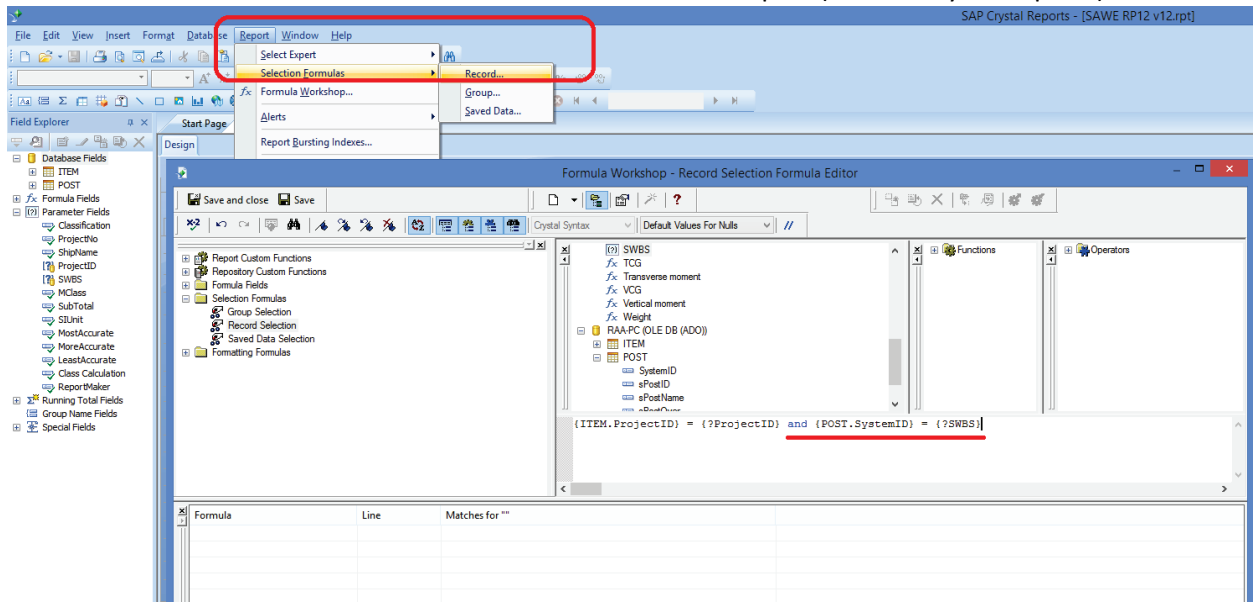 SAP Crystal Reports - [SAWE RP12 v12.rpt]
File Edit View Insert Format Database Report Window Help
Select Expert
Selection Formulas
Formula Workshop...
Alerts
Report Bursting Indexes...
Record...
Group...
Saved Data...
Field Explorer
Start Page
Design
Database Fields
ITEM
POST
Formula Fields
Parameter Fields
Classification
ProjectNo
ShipName
ProjectID
SWBS
MClass
SubTotal
SIUnit
MostAccurate
MoreAccurate
LeastAccurate
Class Calculation
ReportMaker
Running Total Fields
Group Name Fields
Special Fields
Formula Workshop - Record Selection Formula Editor
Save and close Save
Crystal Syntax Default Values For Nulls //
Report Custom Functions
Repository Custom Functions
Formula Fields
Selection Formulas
Group Selection
Record Selection
Saved Data Selection
Formatting Formulas
SWBS
TCG
Transverse moment
VCG
Vertical moment
Weight
RAA-PC (OLE DB (ADO))
ITEM
POST
SystemID
sPostID
sPostName
Functions
Operators
{ITEM.ProjectID} = {?ProjectID} and {POST.SystemID} = {?SWBS}
Formula Line Matches for ""